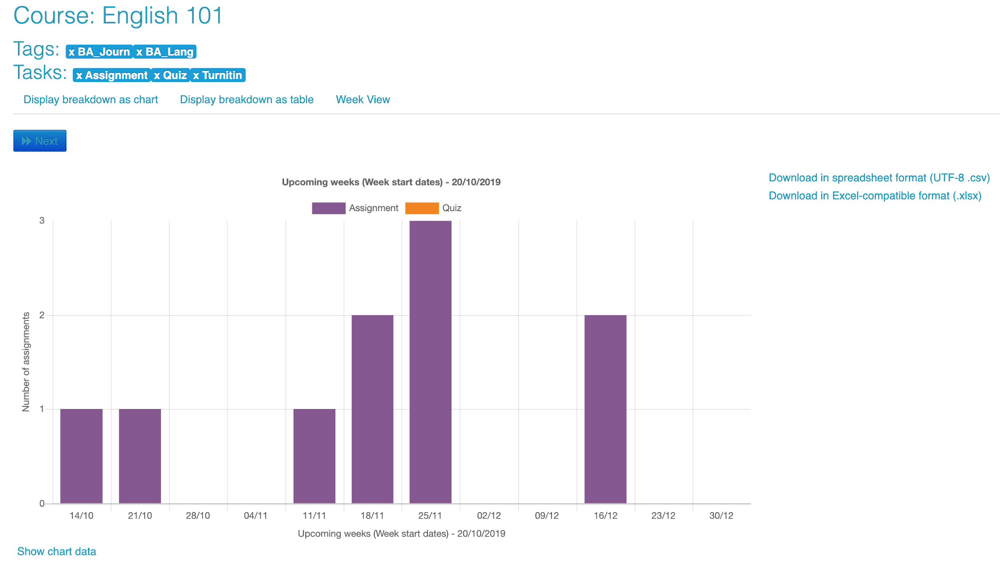 Course: English 101
Tags: x BA_Journ x BA_Lang
Tasks: x Assignment x Quiz x Turnitin
Display breakdown as chart Display breakdown as table Week View
Next
Upcoming weeks (Week start dates) - 20/10/2019
Download in spreadsheet format (UTF-8 .csv)
Download in Excel-compatible format (.xlsx)
Assignment Quiz
3
2
1
0
Number of assignments
14/10 21/10 28/10 04/11 11/11 18/11 25/11 02/12 09/12 16/12 23/12 30/12
Upcoming weeks (Week start dates) - 20/10/2019
Show chart data